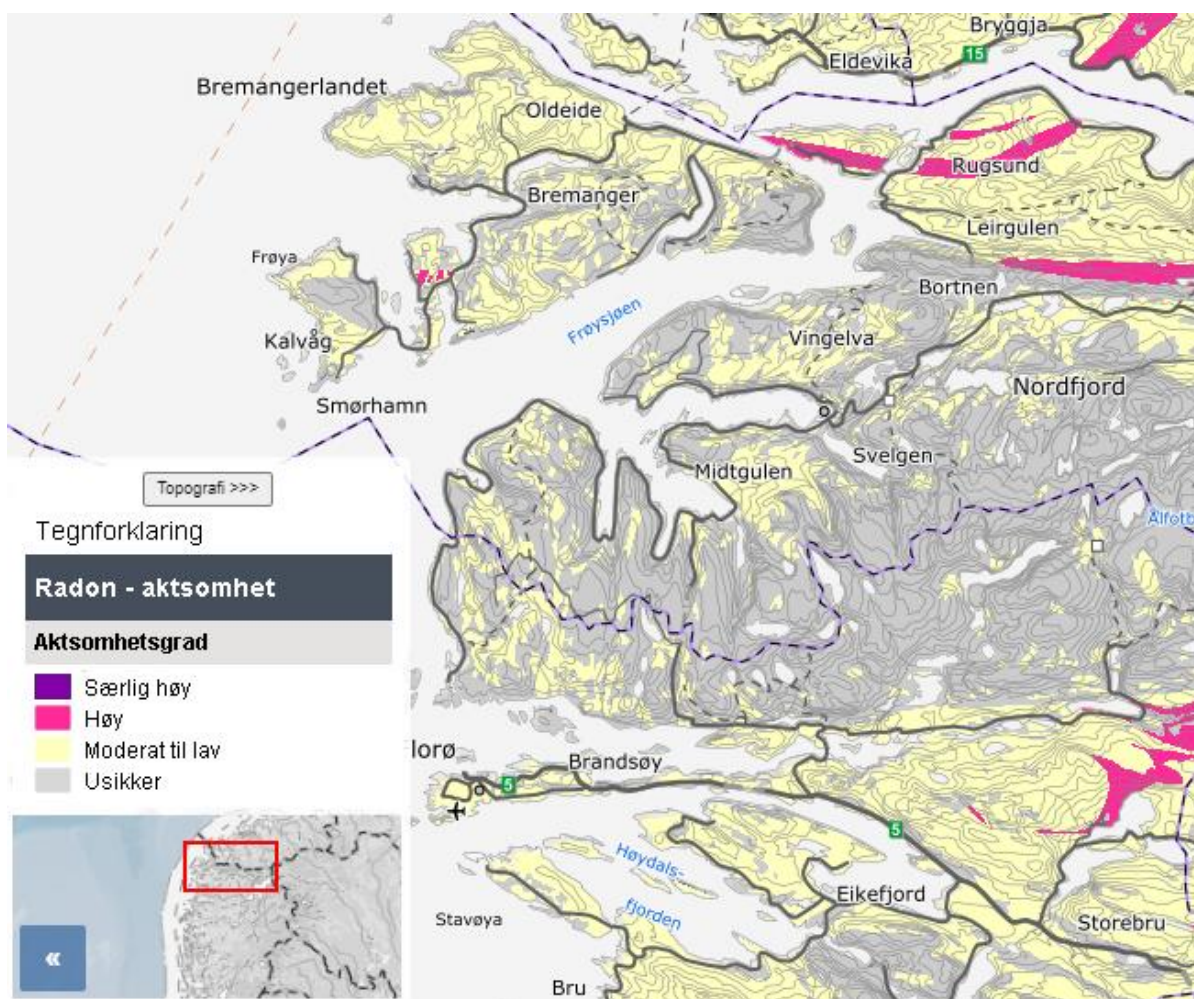 Bryggja
15
Eldevika
Bremangerlandet
Oldeide
Rugsund
Bremanger
Leirgulen
Frøya
Bortnen
Frøysjøen
Vingelva
Kalvåg
Nordfjord
Smørhamn
Svelgen
Midtgulen
Topografi >>>
Ålfotb
Tegnforklaring
Radon - aktsomhet
Aktsomhetsgrad
Særlig høy
Høy
Moderat til lav
Usikker
lorø
Brandsøy
5
5
Høydals-
fjorden
Eikefjord
Stavøya
Storebru
Bru
«